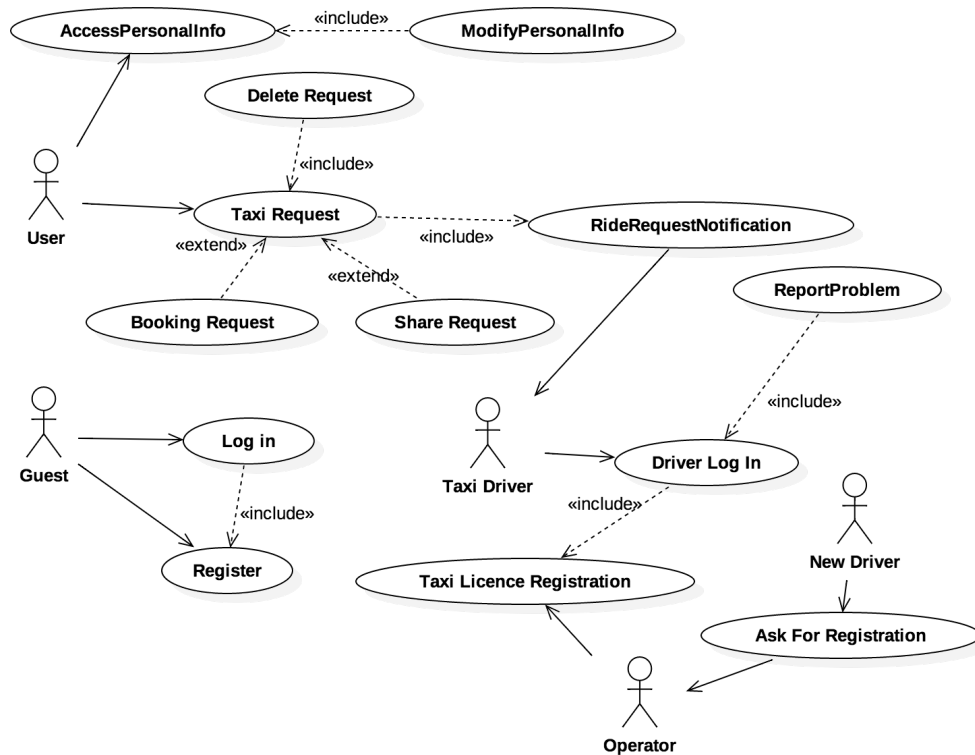 «include»
AccessPersonalInfo
ModifyPersonalInfo
Delete Request
«include»
Taxi Request
User
«include»
RideRequestNotification
«extend»
«extend»
ReportProblem
Booking Request
Share Request
«include»
Log in
Guest
Taxi Driver
Driver Log In
«include»
«include»
Register
Taxi Licence Registration
New Driver
Ask For Registration
Operator